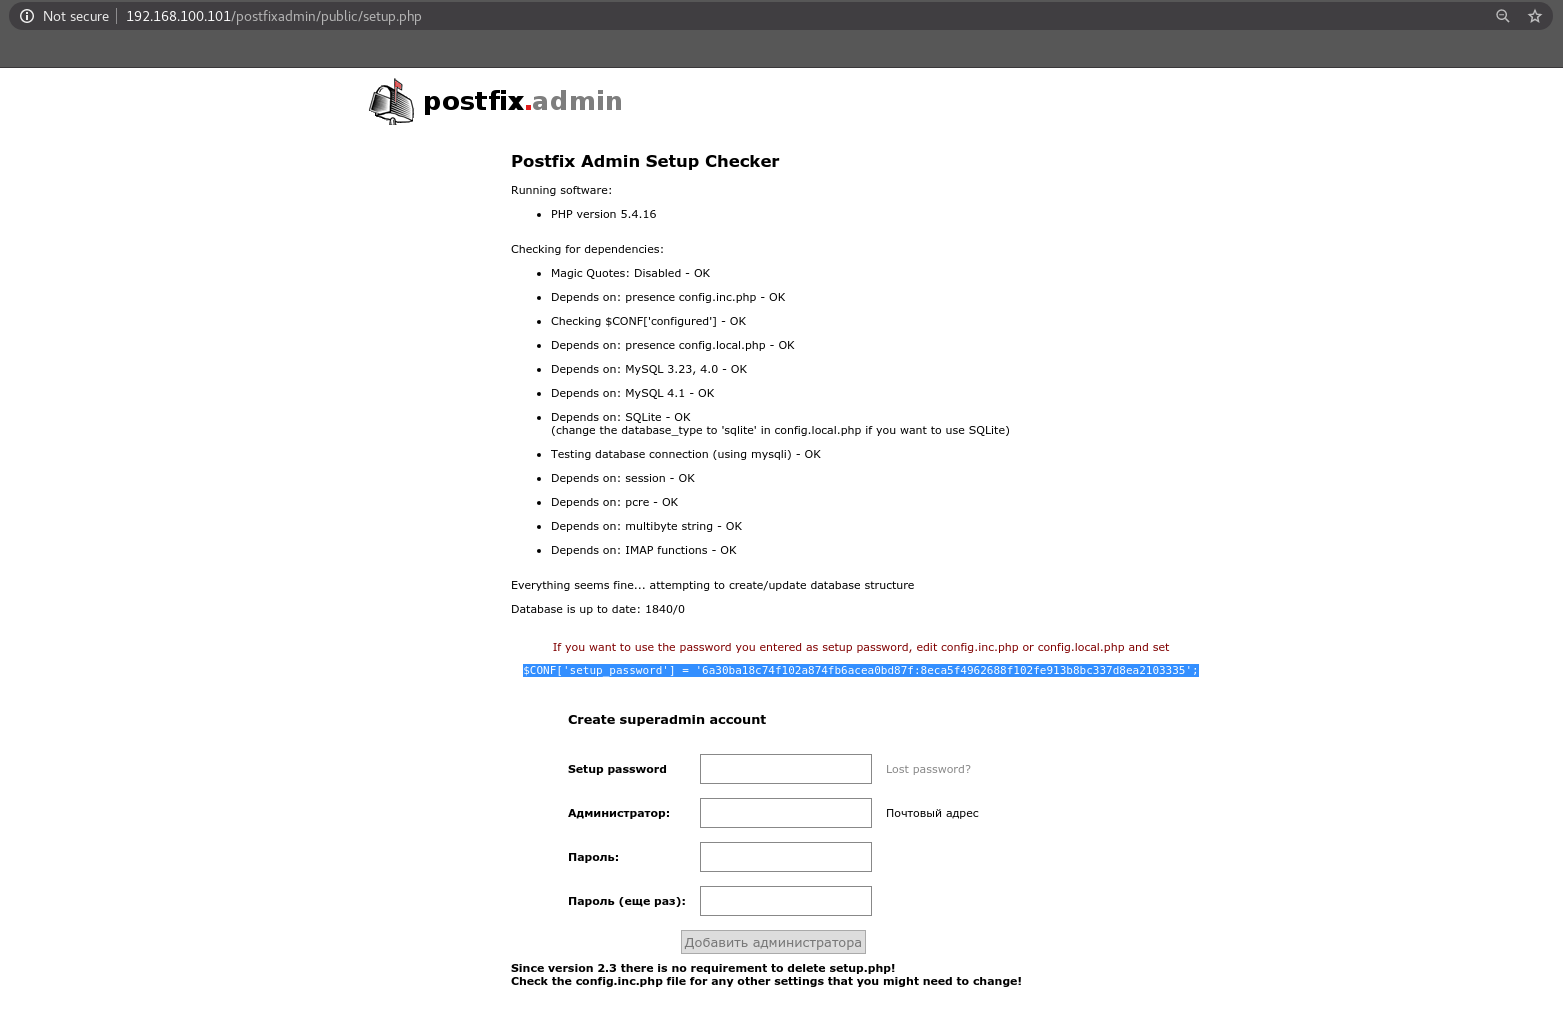 Not secure 192.168.100.101/postfixadmin/public/setup.php
postfix.admin
Postfix Admin Setup Checker
Running software:
PHP version 5.4.16
Checking for dependencies:
Magic Quotes: Disabled - OK
Depends on: presence config.inc.php - OK
Checking $CONF['configured'] - OK
Depends on: presence config.local.php - OK
Depends on: MySQL 3.23, 4.0 - OK
Depends on: MySQL 4.1 - OK
Depends on: SQLite - OK
(change the database_type to 'sqlite' in config.local.php if you want to use SQLite)
Testing database connection (using mysqli) - OK
Depends on: session - OK
Depends on: pcre - OK
Depends on: multibyte string - OK
Depends on: IMAP functions - OK
Everything seems fine... attempting to create/update database structure
Database is up to date: 1840/0
If you want to use the password you entered as setup password, edit config.inc.php or config.local.php and set
$CONF['setup_password'] = '6a30ba18c74f102a874fb6acea0bd87f:8eca5f4962688f102fe913b8bc337d8ea2103335';
Create superadmin account
Setup password Lost password?
Администратор: Почтовый адрес
Пароль:
Пароль (еще раз):
Добавить администратора
Since version 2.3 there is no requirement to delete setup.php!
Check the config.inc.php file for any other settings that you might need to change!